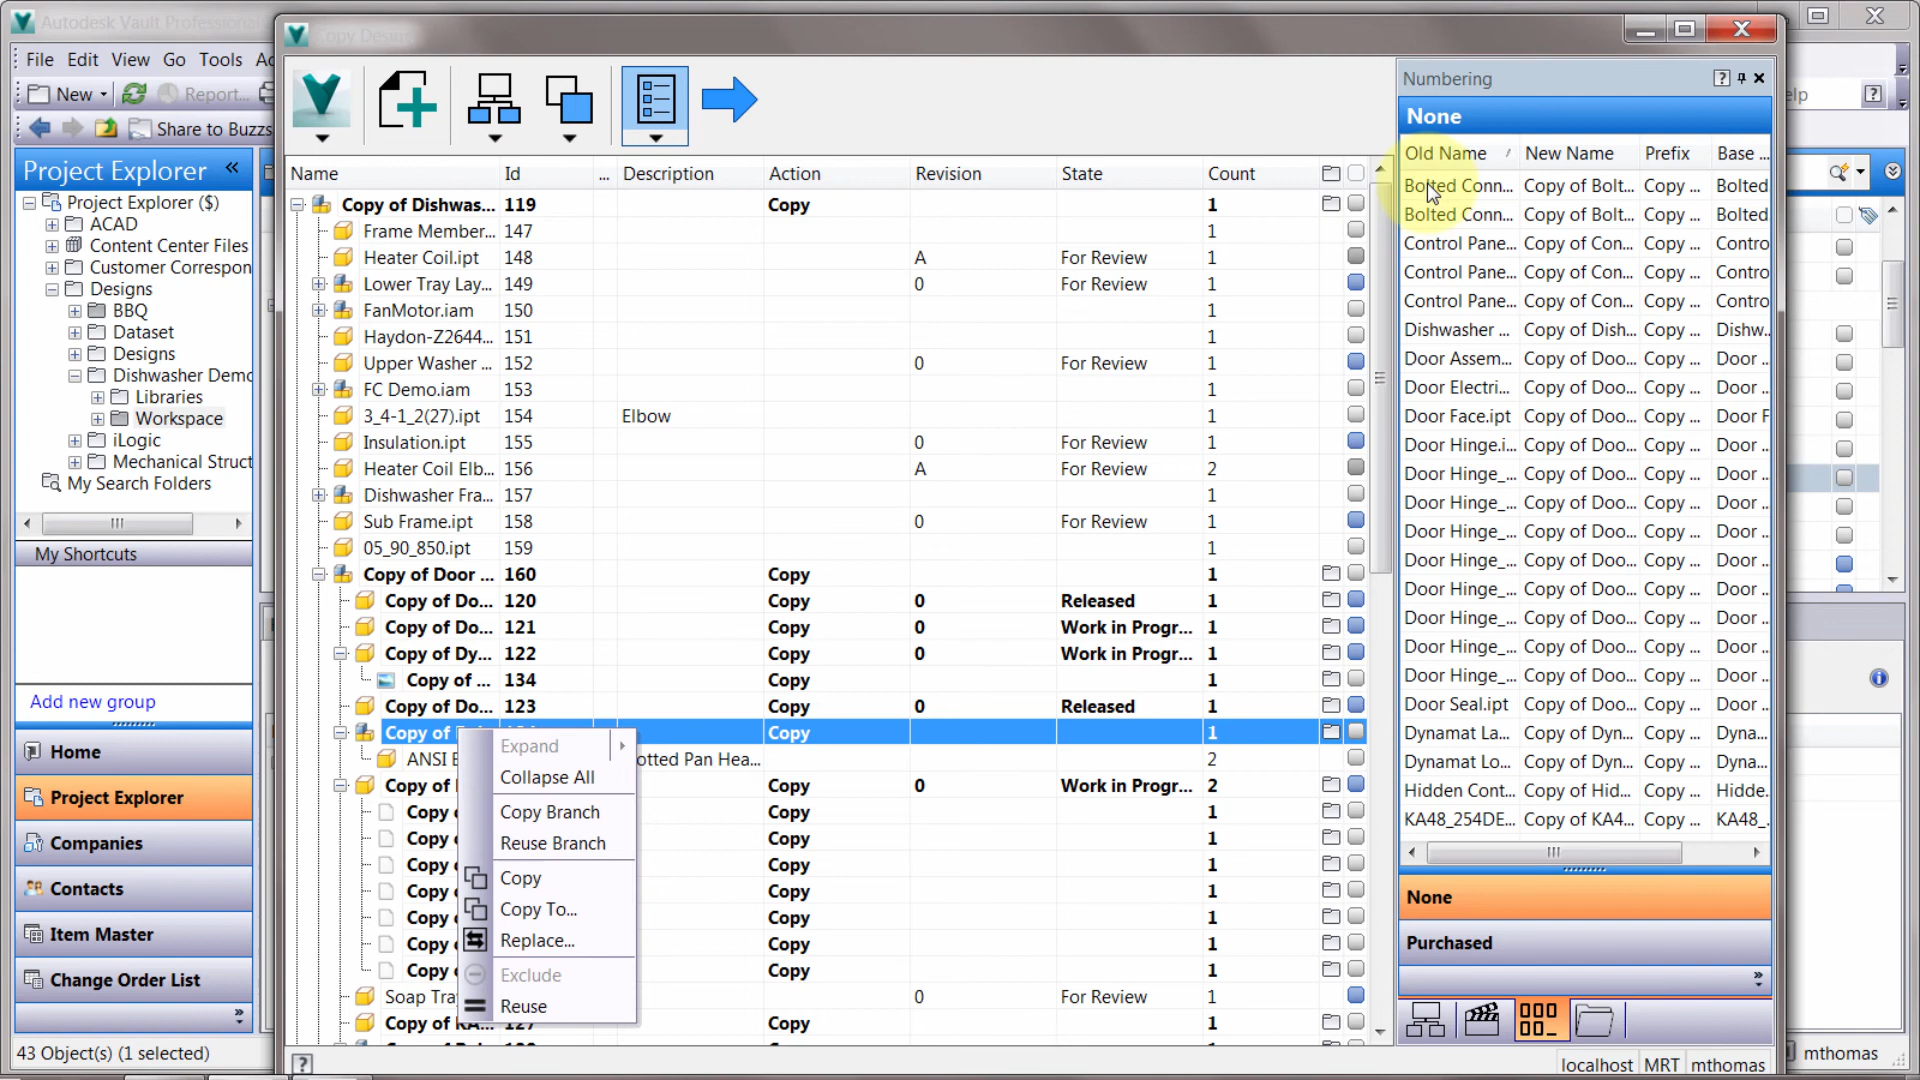 Autodesk Vault Professional
Copy Design
File Edit View Go Tools Ac
New Report...
Share to Buzzs
elp
Project Explorer
Project Explorer ($)
ACAD
Content Center Files
Customer Correspon
Designs
BBQ
Dataset
Designs
Dishwasher Demo
Libraries
Workspace
iLogic
Mechanical Struct
My Search Folders
My Shortcuts
Add new group
Home
Project Explorer
Companies
Contacts
Item Master
Change Order List
43 Object(s) (1 selected)
Name Id ... Description Action Revision State Count
Copy of Dishwas... 119 Copy 1
Frame Member... 147 1
Heater Coil.ipt 148 A For Review 1
Lower Tray Lay... 149 0 For Review 1
FanMotor.iam 150 1
Haydon-Z2644... 151 1
Upper Washer ... 152 0 For Review 1
FC Demo.iam 153 1
3_4-1_2(27).ipt 154 Elbow 1
Insulation.ipt 155 0 For Review 1
Heater Coil Elb... 156 A For Review 2
Dishwasher Fra... 157 1
Sub Frame.ipt 158 0 For Review 1
05_90_850.ipt 159 1
Copy of Door ... 160 Copy 1
Copy of Do... 120 Copy 0 Released 1
Copy of Do... 121 Copy 0 Work in Progr... 1
Copy of Dy... 122 Copy 0 Work in Progr... 1
Copy of ... 134 Copy 1
Copy of Do... 123 Copy 0 Released 1
Copy of Copy 1
ANSI otted Pan Hea... 2
Copy of Copy 0 Work in Progr... 2
Copy Copy 1
Copy Copy 1
Copy Copy 1
Copy Copy 1
Copy Copy 1
Copy Copy 1
Copy Copy 1
Soap Tra 0 For Review 1
Copy of 127 Copy 1
Expand
Collapse All
Copy Branch
Reuse Branch
Copy
Copy To...
Replace...
Exclude
Reuse
Numbering
None
Old Name New Name Prefix Base ...
Bolted Conn... Copy of Bolt... Copy ... Bolted
Bolted Conn... Copy of Bolt... Copy ... Bolted
Control Pane... Copy of Con... Copy ... Contro
Control Pane... Copy of Con... Copy ... Contro
Control Pane... Copy of Con... Copy ... Contro
Dishwasher ... Copy of Dish... Copy ... Dishw..
Door Assem... Copy of Doo... Copy ... Door ..
Door Electri... Copy of Doo... Copy ... Door ..
Door Face.ipt Copy of Doo... Copy ... Door F
Door Hinge.i... Copy of Doo... Copy ... Door ..
Door Hinge_... Copy of Doo... Copy ... Door ..
Door Hinge_... Copy of Doo... Copy ... Door ..
Door Hinge_... Copy of Doo... Copy ... Door ..
Door Hinge_... Copy of Doo... Copy ... Door ..
Door Hinge_... Copy of Doo... Copy ... Door ..
Door Hinge_... Copy of Doo... Copy ... Door ..
Door Hinge_... Copy of Doo... Copy ... Door ..
Door Hinge_... Copy of Doo... Copy ... Door ..
Door Seal.ipt Copy of Doo... Copy ... Door ..
Dynamat La... Copy of Dyn... Copy ... Dyna..
Dynamat Lo... Copy of Dyn... Copy ... Dyna..
Hidden Cont... Copy of Hid... Copy ... Hidde.
KA48_254DE... Copy of KA4... Copy ... KA48_.
None
Purchased
localhost MRT mthomas
mthomas